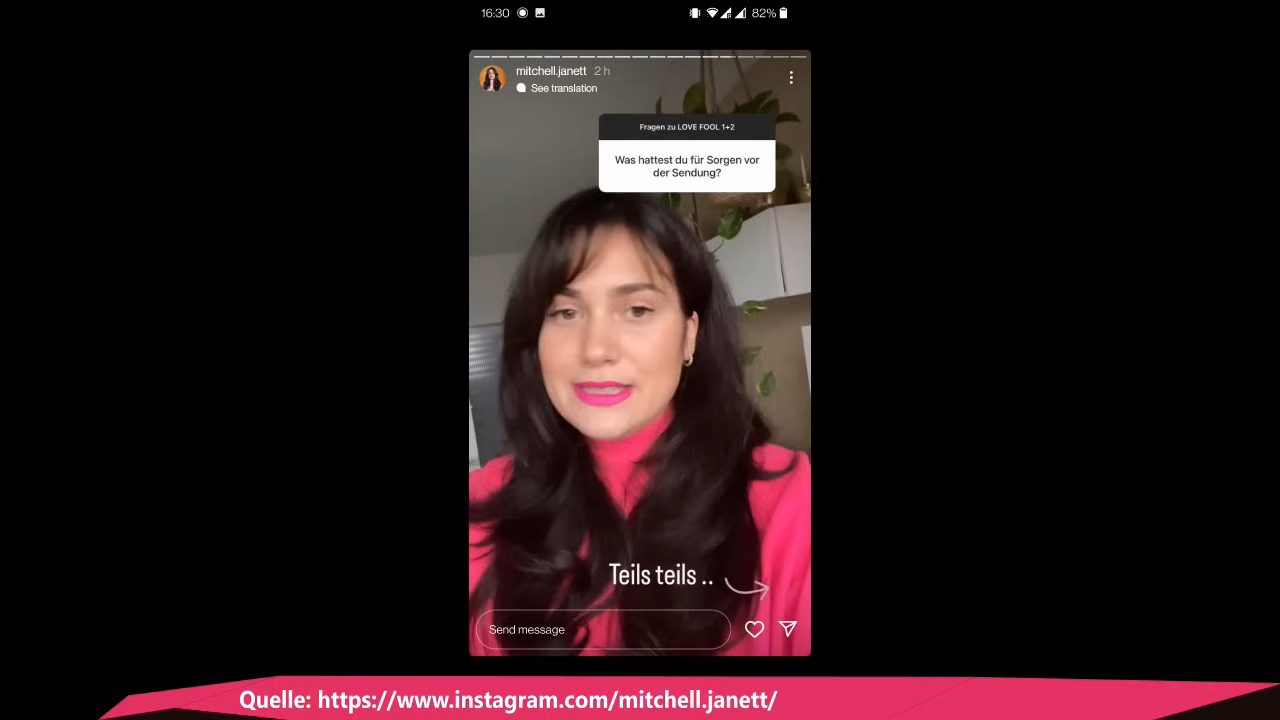 16:30
82%
mitchell.janett 2 h
See translation
Fragen zu LOVE FOOL 1+2
Was hattest du für Sorgen vor
der Sendung?
Teils teils ..
Send message
Quelle: https://www.instagram.com/mitchell.janett/